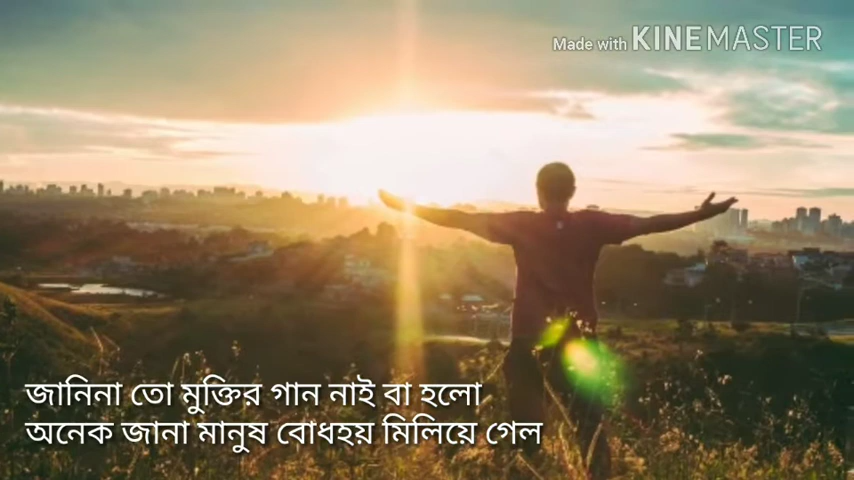 Made with KINEMASTER
জানিনা তো মুক্তির গান নাই বা হলো
অনেক জানা মানুষ বোধহয় মিলিয়ে গেল